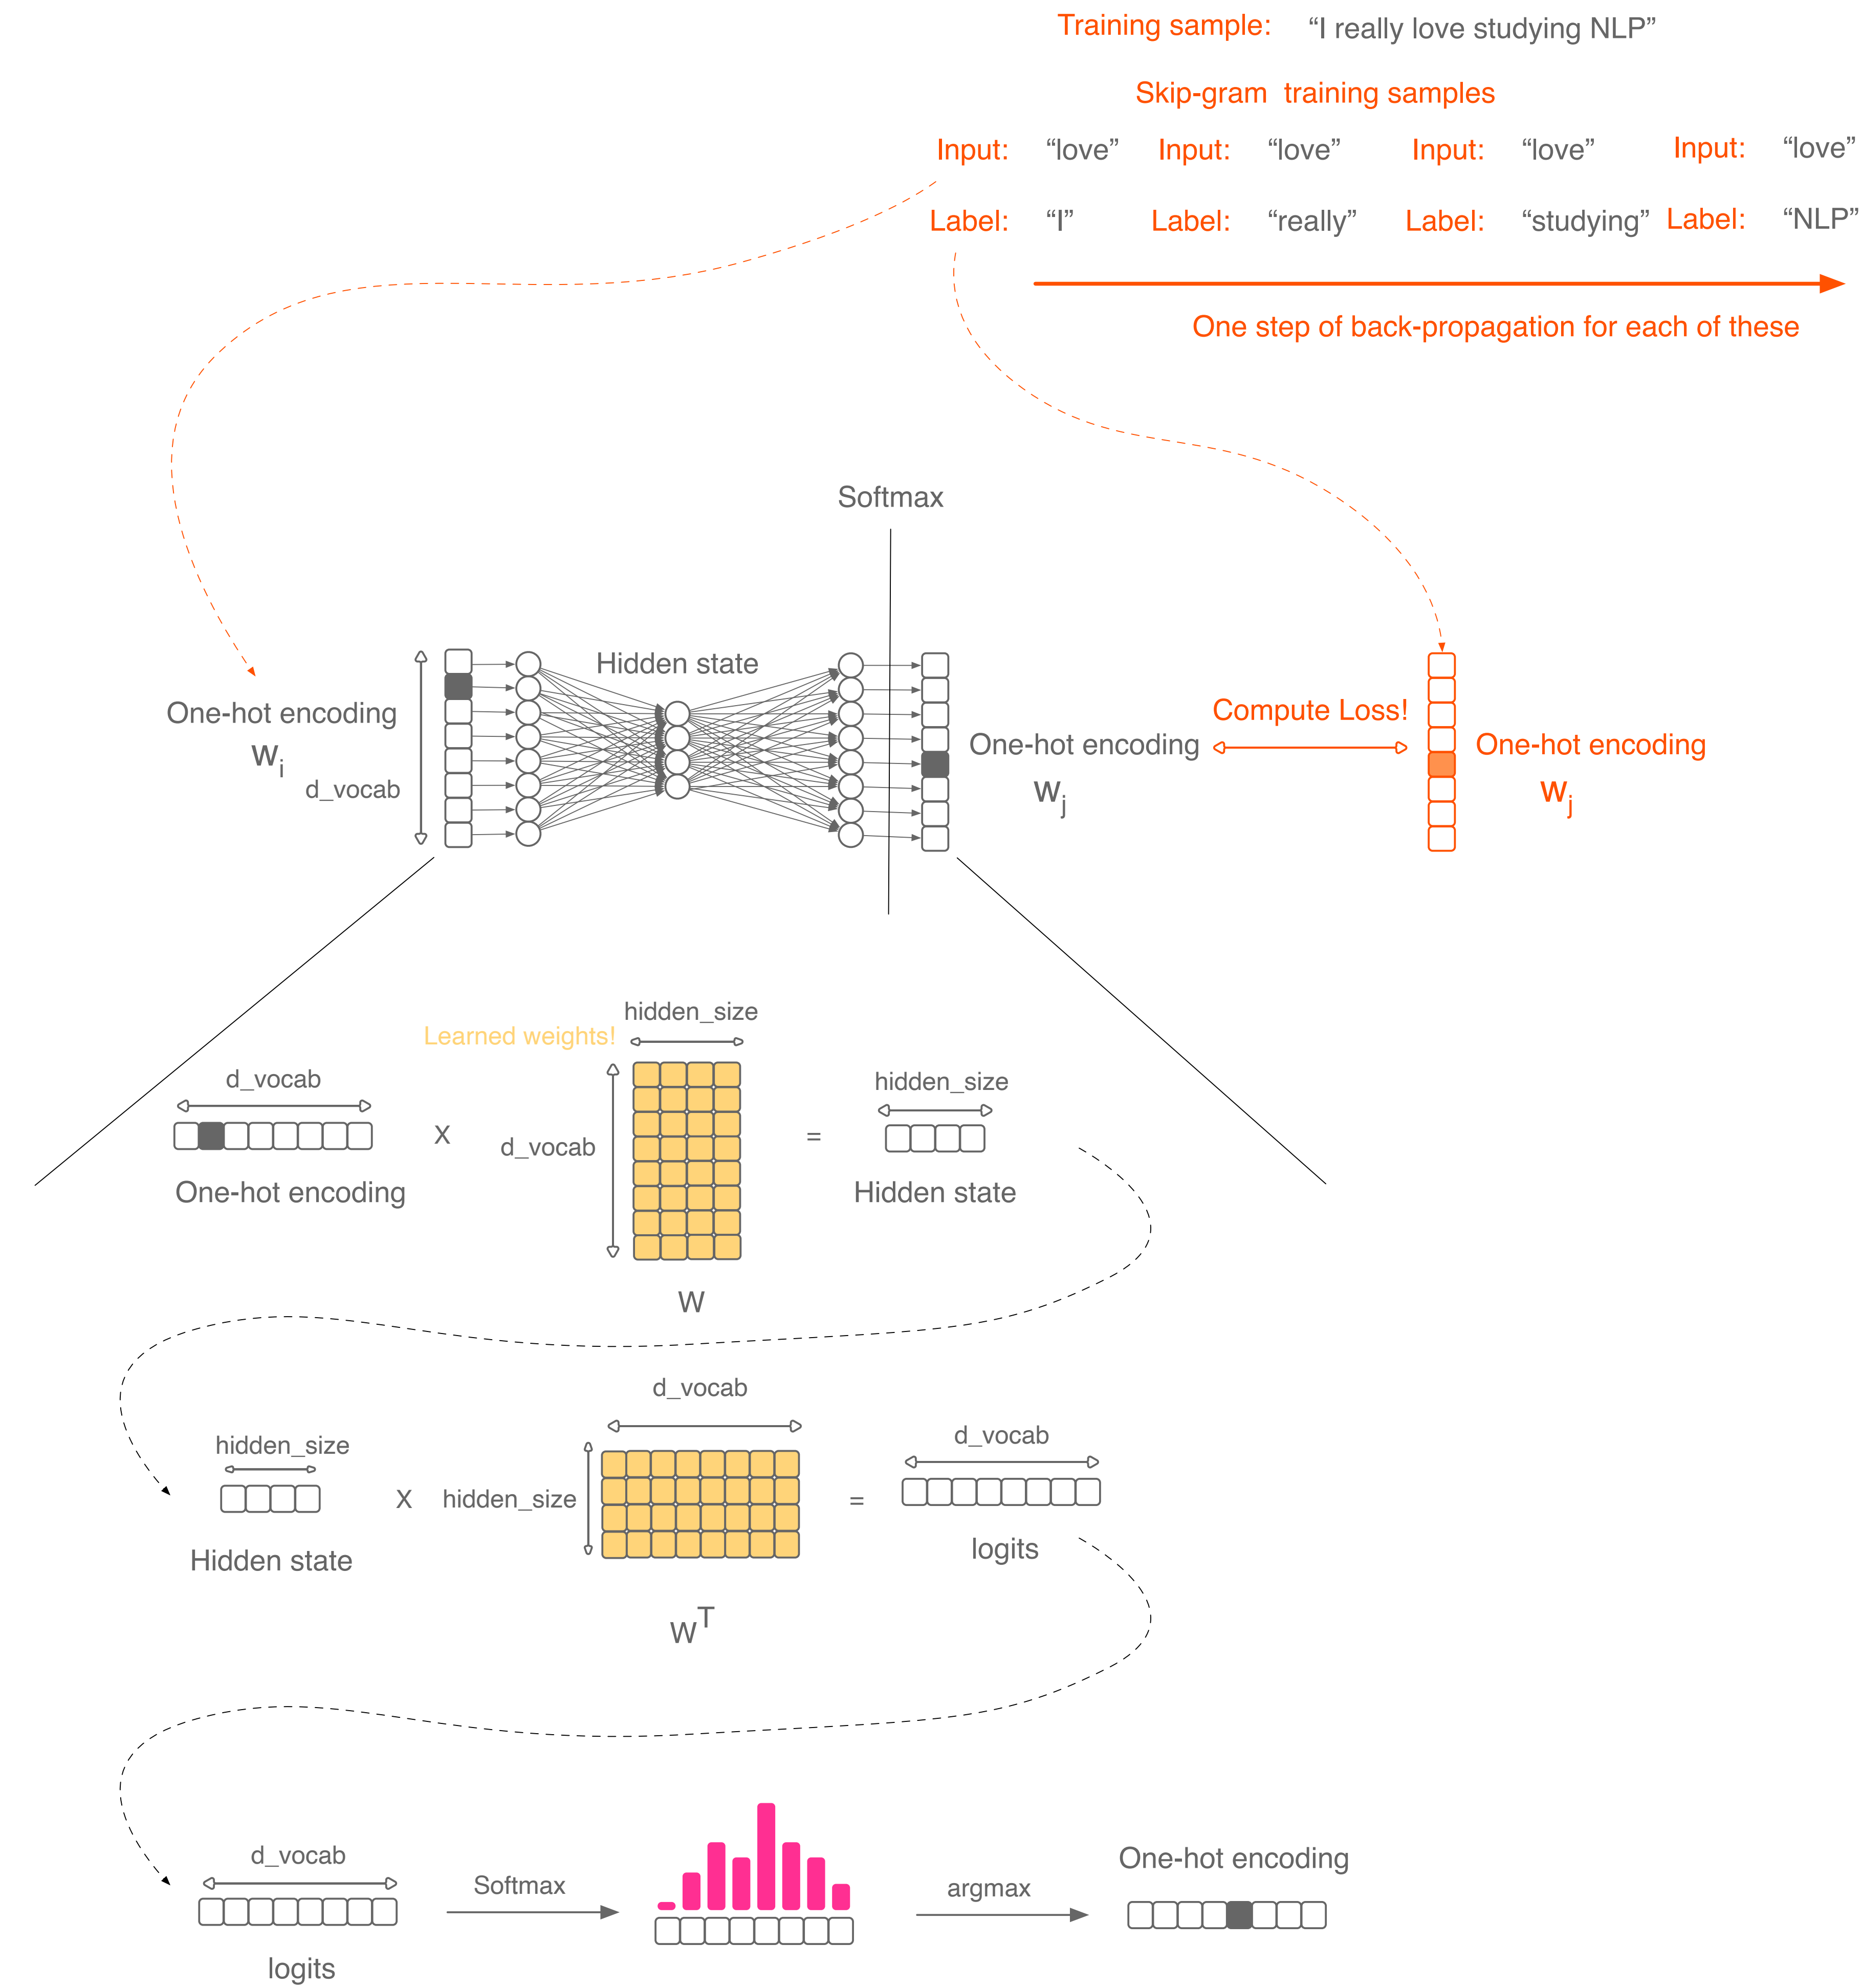 Training sample: “I really love studying NLP”
Skip-gram training samples
Input: “love” Input: “love” Input: “love” Input: “love”
Label: “I” Label: “really” Label: “studying” Label: “NLP”
One step of back-propagation for each of these
Softmax
Hidden state
One-hot encoding
wi
d_vocab
One-hot encoding
wj
Compute Loss!
One-hot encoding
wj
Learned weights!
hidden_size
d_vocab
One-hot encoding
X
d_vocab
W
=
hidden_size
Hidden state
hidden_size
Hidden state
X
d_vocab
hidden_size
WT
=
d_vocab
logits
d_vocab
logits
Softmax
argmax
One-hot encoding